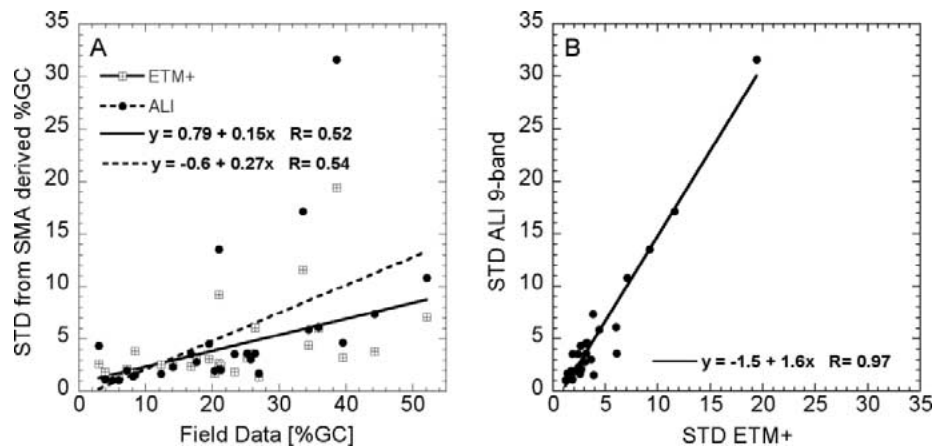 A
STD from SMA derived %GC
35
30
25
20
15
10
5
0
ETM+
ALI
y = 0.79 + 0.15x R= 0.52
y = -0.6 + 0.27x R= 0.54
0 10 20 30 40 50
Field Data [%GC]
B
STD ALI 9-band
35
30
25
20
15
10
5
0
y = -1.5 + 1.6x R= 0.97
0 5 10 15 20 25 30 35
STD ETM+